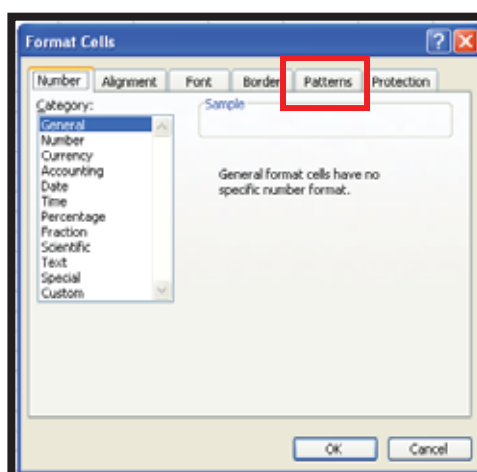 Format Cells
Number Alignment Font Border Patterns Protection
Category:
General
Number
Currency
Accounting
Date
Time
Percentage
Fraction
Scientific
Text
Special
Custom
Sample
General format cells have no
specific number format.
OK Cancel